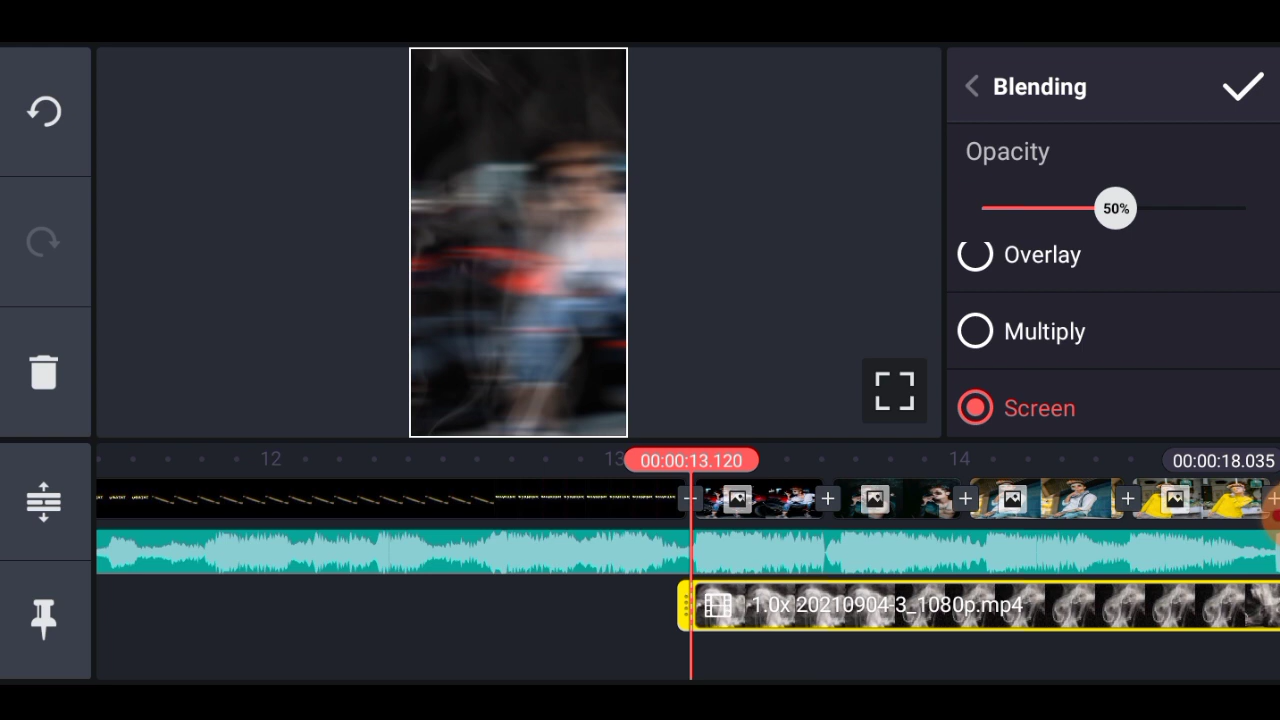 Blending
Opacity
50%
Overlay
Multiply
Screen
12
13
00:00:13.120
14
00:00:18.035
1.0x 20210904-3_1080p.mp4